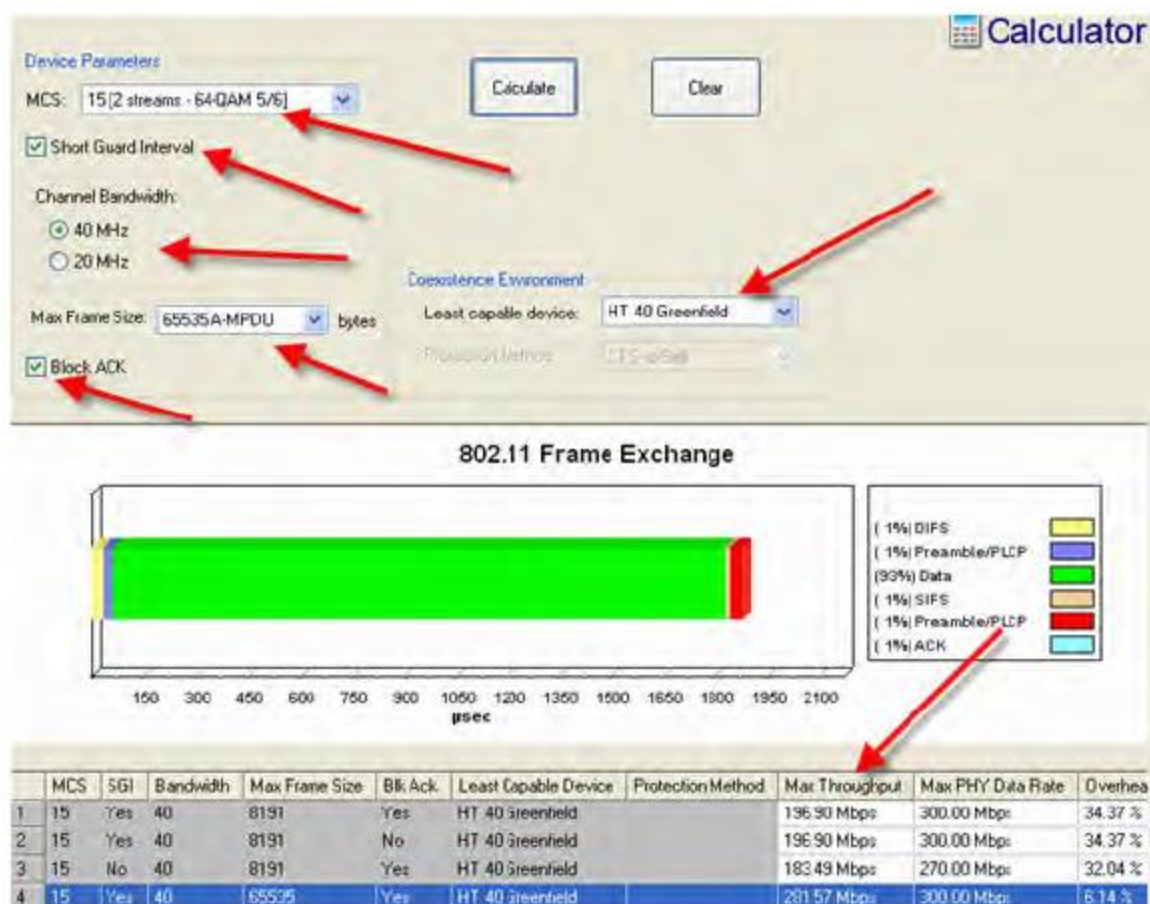 Calculator
Device Parameters
MCS: 15 [2 streams - 64-QAM 5/6]
Calculate
Clear
Short Guard Interval
Channel Bandwidth:
40 MHz
20 MHz
Coexistence Environment
Least capable device: HT 40 Greenfield
Max Frame Size: 65535 A-MPDU bytes
Protection Method: CTS-to-Self
Block ACK
802.11 Frame Exchange
( 1%) DIFS
( 1%) Preamble/PLCP
(93%) Data
( 1%) SIFS
( 1%) Preamble/PLCP
( 1%) ACK
150 300 450 600 750 900 1050 1200 1350 1500 1650 1800 1950 2100
µsec
MCS SGI Bandwidth Max Frame Size Blk Ack Least Capable Device Protection Method Max Throughput Max PHY Data Rate Overhea
1 15 Yes 40 8191 Yes HT 40 Greenfield 196.90 Mbps 300.00 Mbps 34.37 %
2 15 Yes 40 8191 No HT 40 Greenfield 196.90 Mbps 300.00 Mbps 34.37 %
3 15 No 40 8191 Yes HT 40 Greenfield 183.49 Mbps 270.00 Mbps 32.04 %
4 15 Yes 40 65535 Yes HT 40 Greenfield 281.57 Mbps 300.00 Mbps 6.14 %